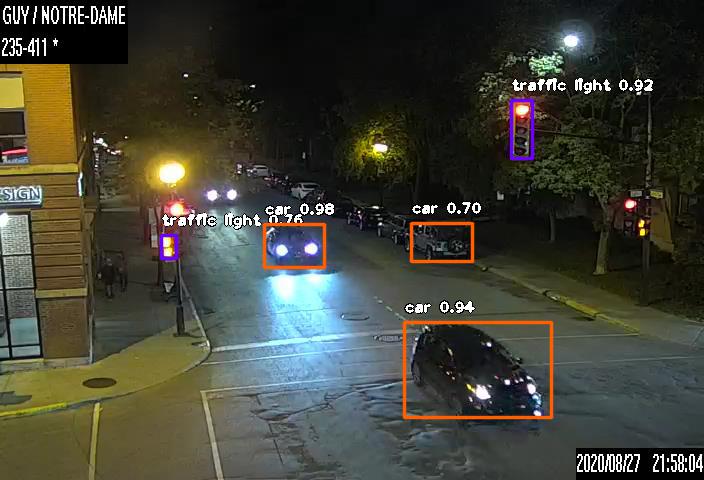 GUY / NOTRE-DAME
235-411 *
traffic light 0.92
SIGN
car 0.98
car 0.70
traffic light 0.76
car 0.94
2020/08/27 21:58:04